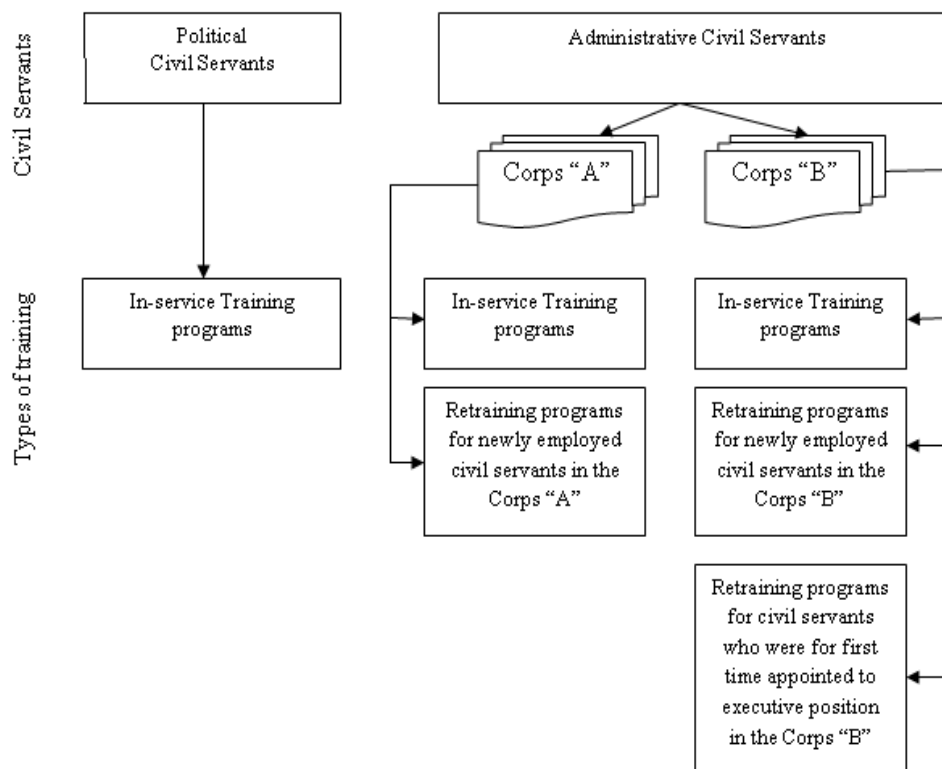 Civil Servants
Political
Civil Servants
Administrative Civil Servants
Corps “A”
Corps “B”
Types of training
In-service Training
programs
In-service Training
programs
In-service Training
programs
Retraining programs
for newly employed
civil servants in the
Corps “A”
Retraining programs
for newly employed
civil servants in the
Corps “B”
Retraining programs
for civil servants
who were for first
time appointed to
executive position
in the Corps “B”